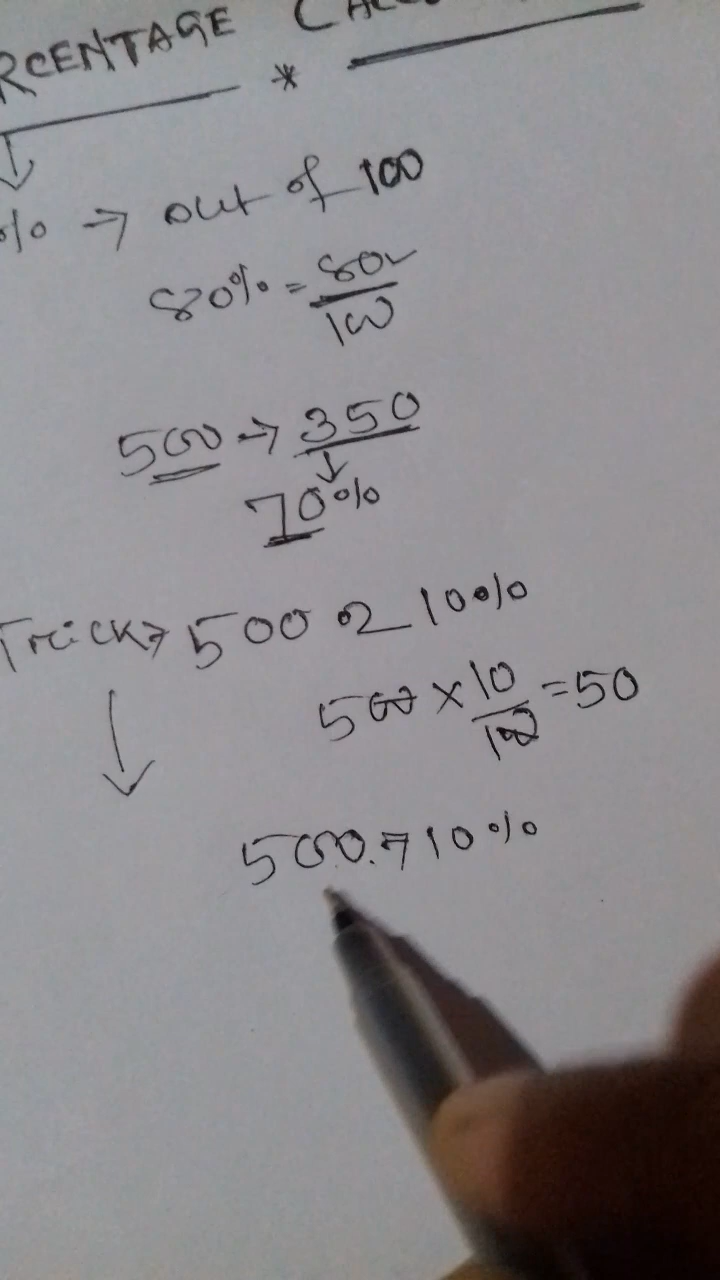 RCENTAGE CALC
*
% → out of 100
80% = 80/100
500 → 350
↓
70%
Trick → 500 10%
500 × 10/100 = 50
500. → 10%